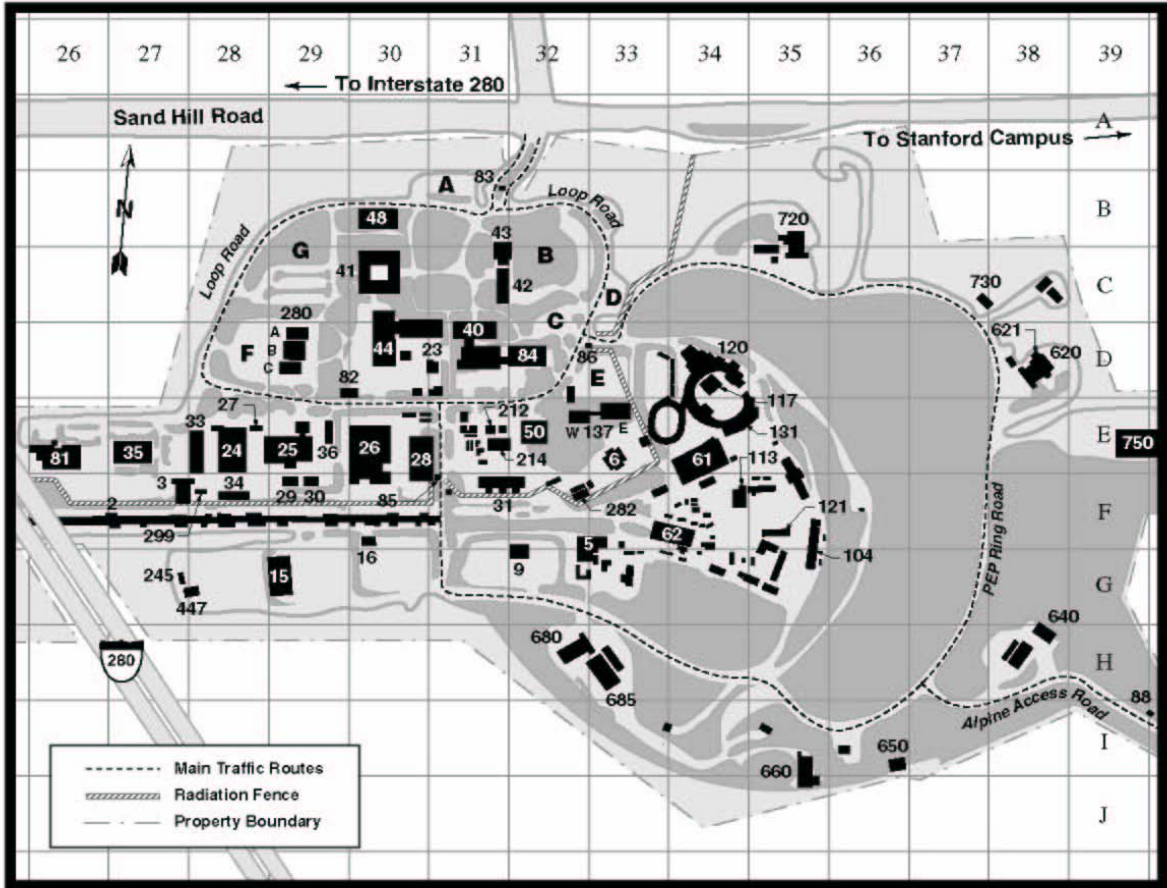 26 27 28 29 30 31 32 33 34 35 36 37 38 39
To Interstate 280
Sand Hill Road
A
To Stanford Campus
83
A
Loop Road
N
B
48
720
43
G
B
Loop Road
41
42
C
730
D
280
A
C
621
40
120
B
44
D
F
23
84
86
620
C
82
E
117
27
212
33
131
W 137 E
E
50
113
81
35
24
25
36
26
28
214
6
61
750
3
34
29 30
85
31
282
121
F
2
299
62
PEP Ring Road
16
5
9
104
245
15
G
447
680
640
280
H
685
88
Alpine Access Road
650
I
660
Main Traffic Routes
Radiation Fence
Property Boundary
J